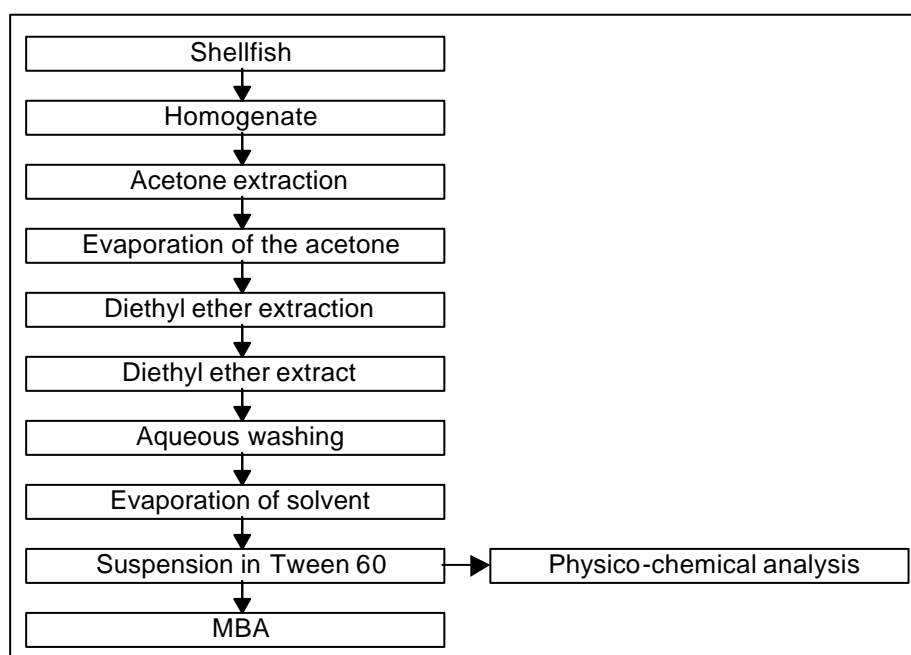 Shellfish
Homogenate
Acetone extraction
Evaporation of the acetone
Diethyl ether extraction
Diethyl ether extract
Aqueous washing
Evaporation of solvent
Suspension in Tween 60
Physico-chemical analysis
MBA